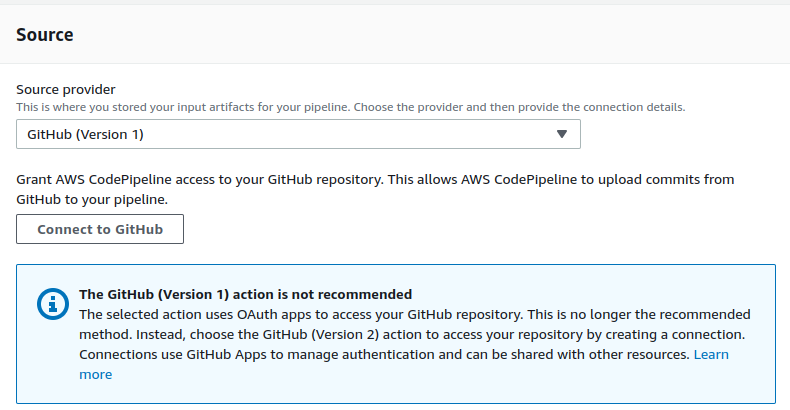 Source
Source provider
This is where you stored your input artifacts for your pipeline. Choose the provider and then provide the connection details.
GitHub (Version 1)
Grant AWS CodePipeline access to your GitHub repository. This allows AWS CodePipeline to upload commits from
GitHub to your pipeline.
Connect to GitHub
The GitHub (Version 1) action is not recommended
The selected action uses OAuth apps to access your GitHub repository. This is no longer the recommended
method. Instead, choose the GitHub (Version 2) action to access your repository by creating a connection.
Connections use GitHub Apps to manage authentication and can be shared with other resources. Learn
more